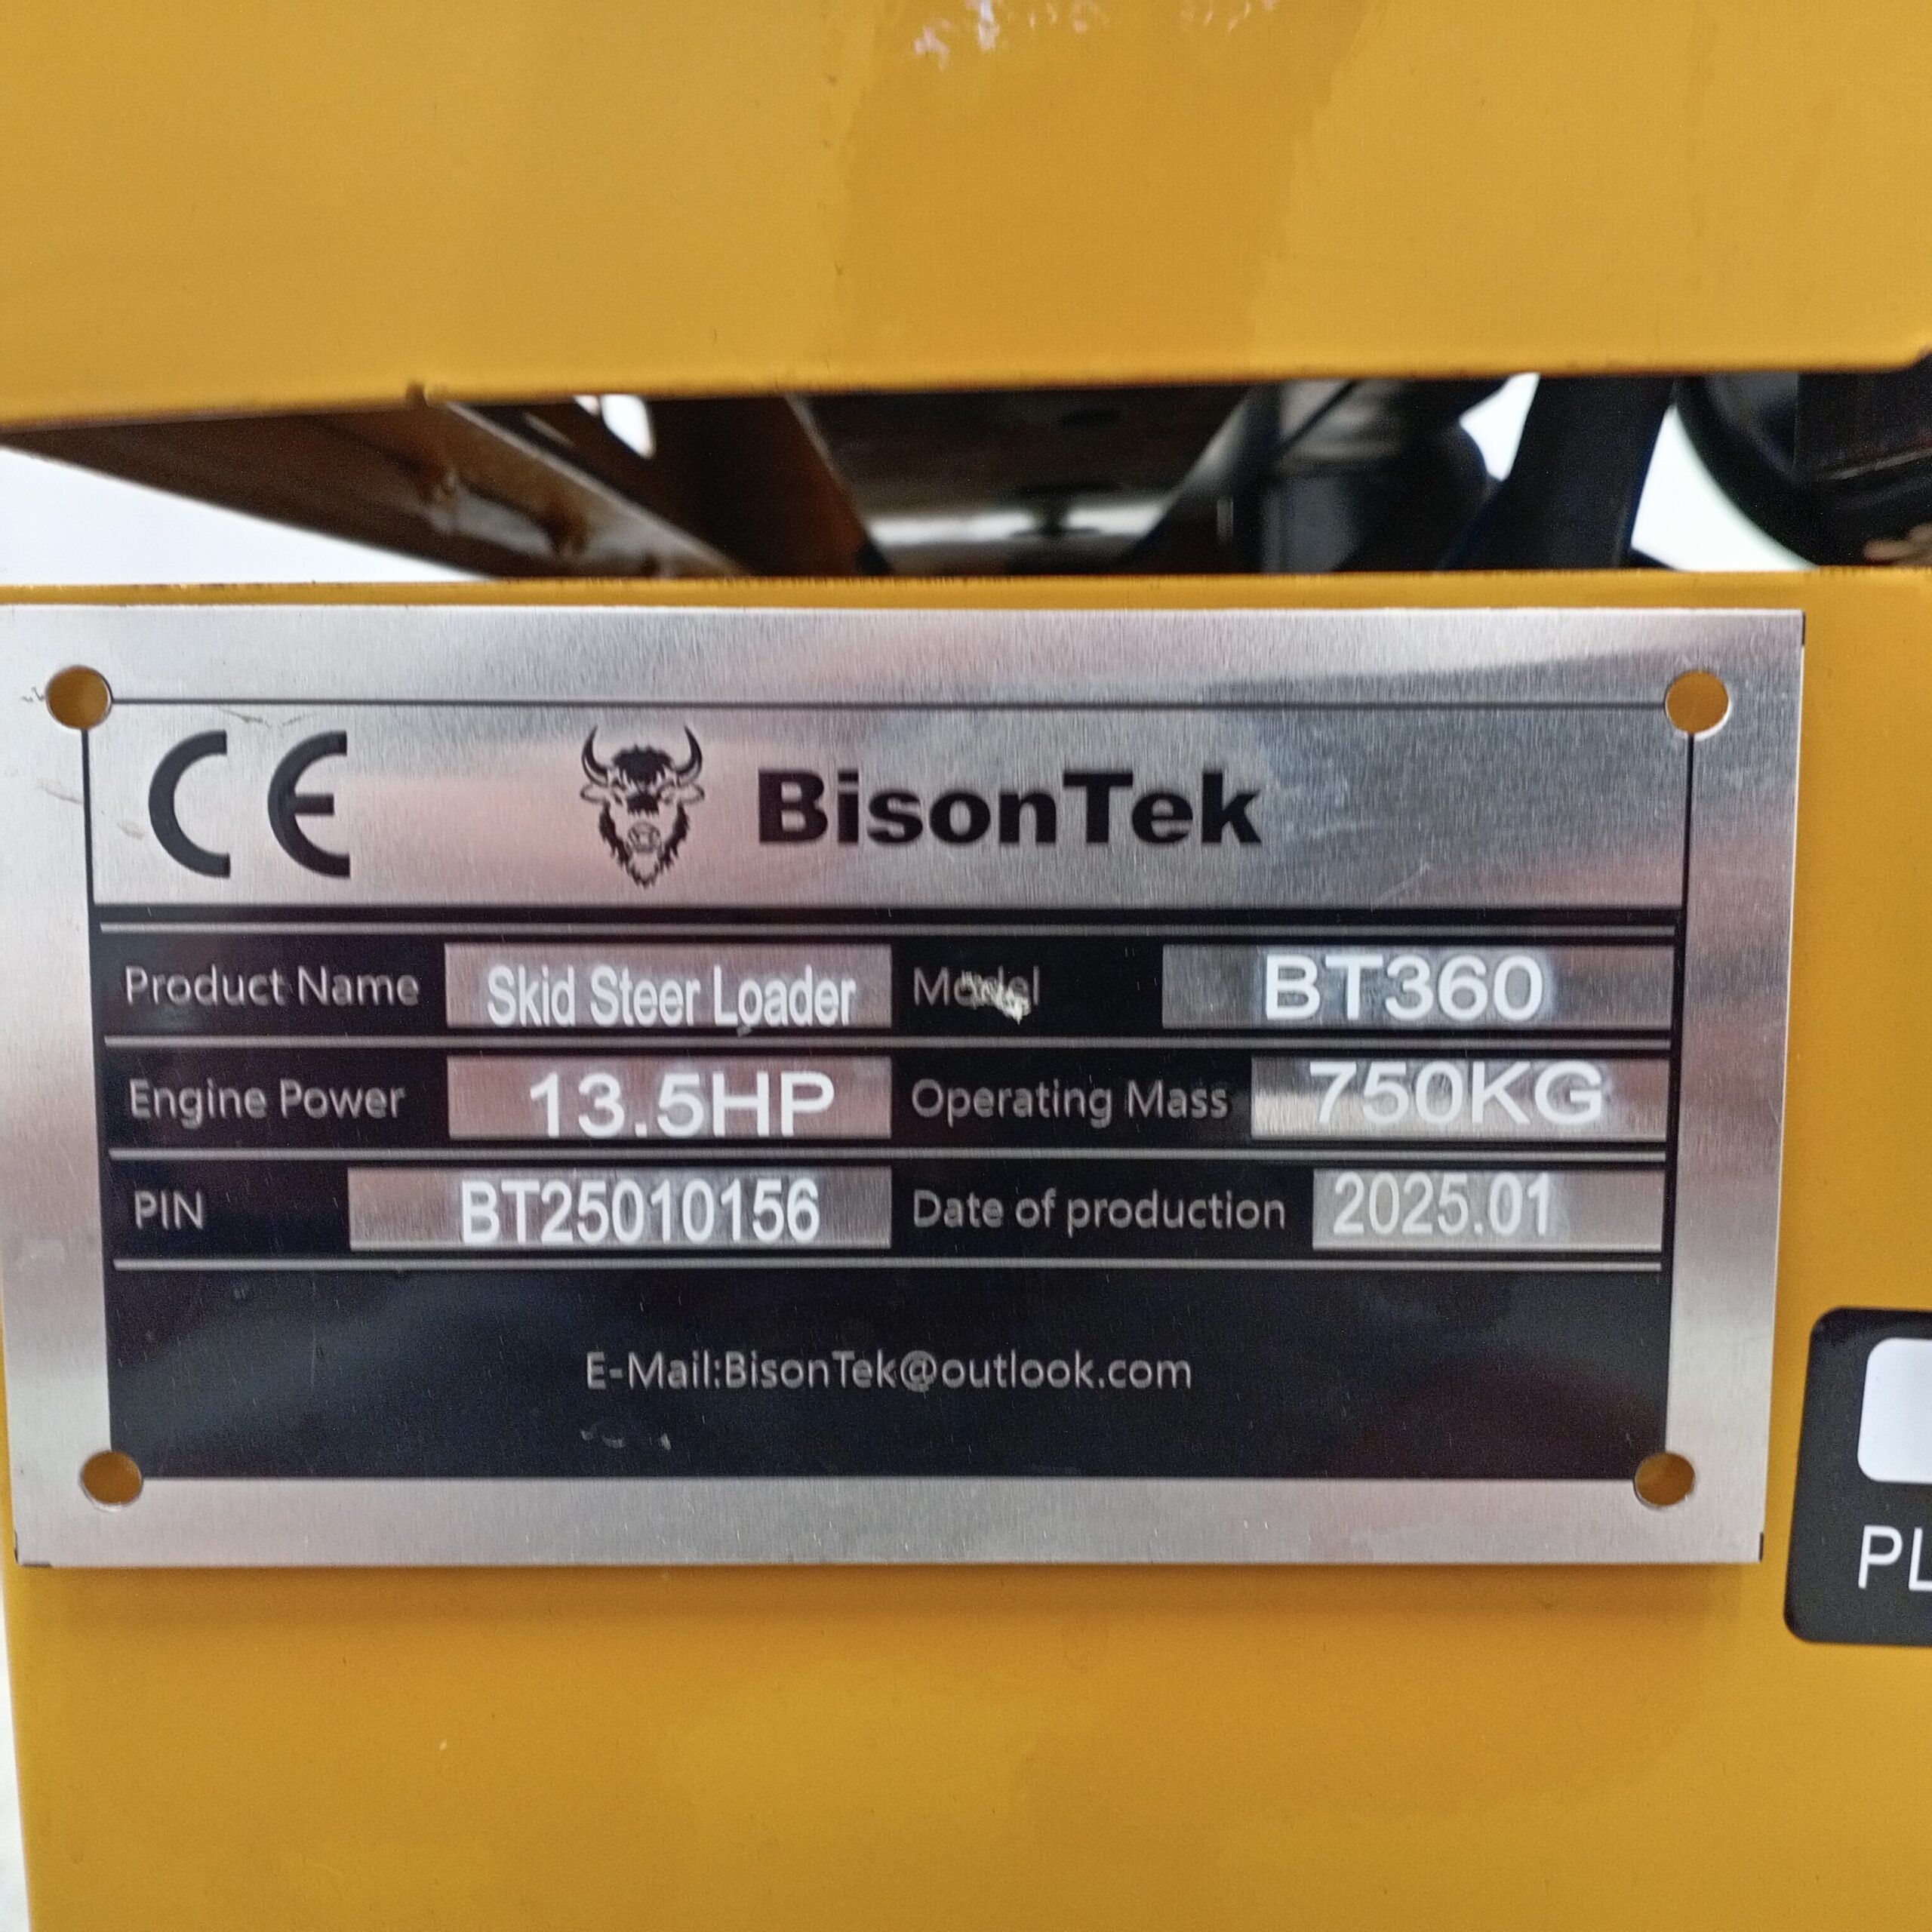 CE BisonTek
Product Name Skid Steer Loader Model BT360
Engine Power 13.5HP Operating Mass 750KG
PIN BT25010156 Date of production 2025.01
E-Mail:BisonTek@outlook.com
PL